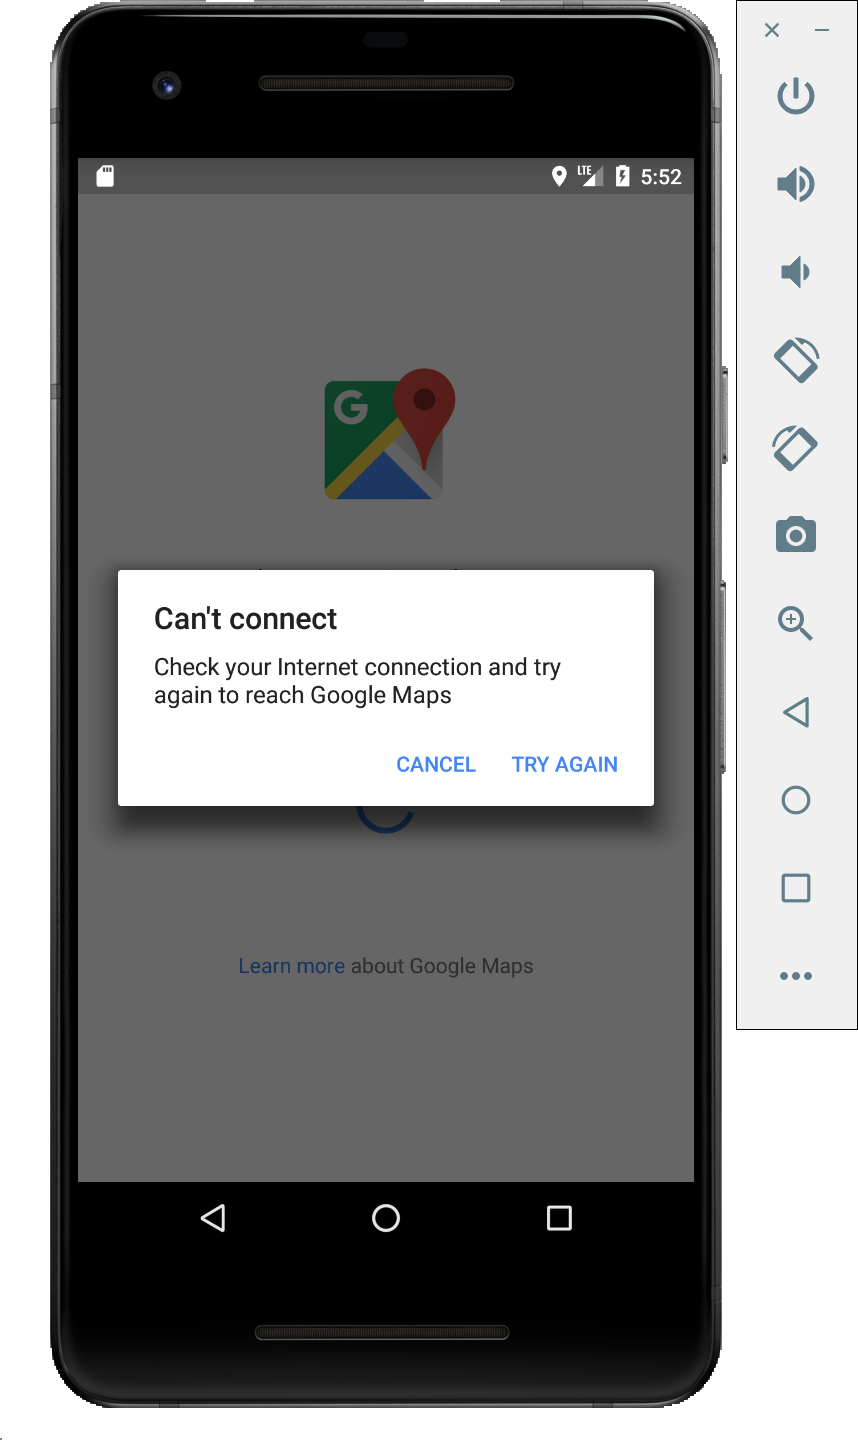 LTE 5:52
G
Can't connect
Check your Internet connection and try
again to reach Google Maps
CANCEL TRY AGAIN
Learn more about Google Maps